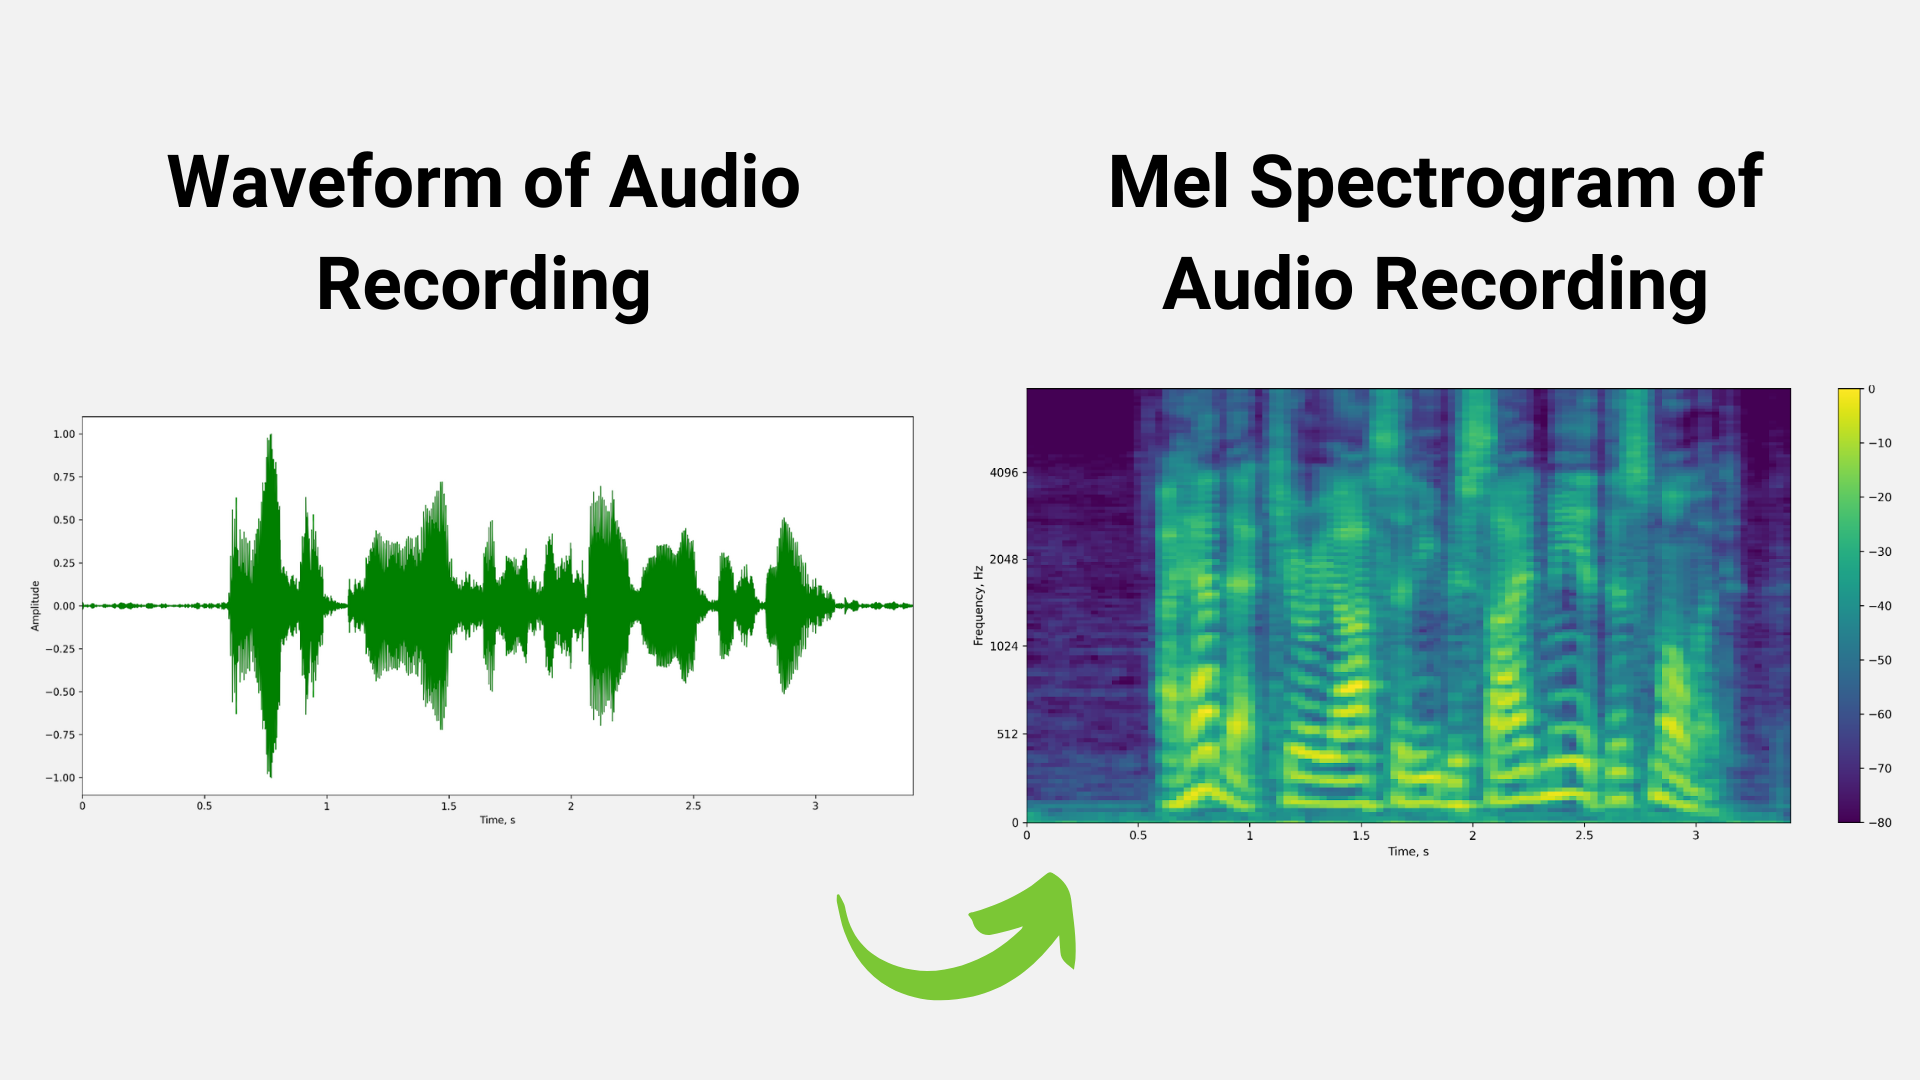 Waveform of Audio
Recording
Mel Spectrogram of
Audio Recording
1.00
0.75
0.50
0.25
0.00
−0.25
−0.50
−0.75
−1.00
Amplitude
0 0.5 1 1.5 2 2.5 3
Time, s
4096
2048
1024
512
0
Frequency, Hz
0 0.5 1 1.5 2 2.5 3
Time, s
0
−10
−20
−30
−40
−50
−60
−70
−80